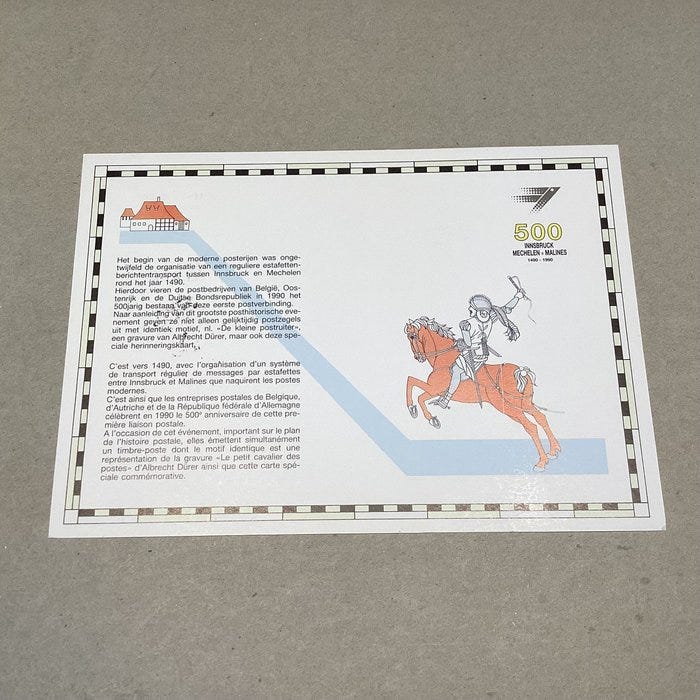 500
INNSBRUCK
MECHELEN - MALINES
1490 - 1990
Het begin van de moderne posterijen was onge-
twijfeld de organisatie van een reguliere estafetten-
berichtentransport tussen Innsbruck en Mechelen
rond het jaar 1490.
Hierdoor vieren de postbedrijven van België, Oos-
tenrijk en de Duitse Bondsrepubliek in 1990 het
500jarig bestaan van deze eerste postverbinding.
Naar aanleiding van dit grootste posthistorische eve-
nement geven ze niet alleen gelijktijdig postzegels
uit met identiek motief, nl. «De kleine postruiter»,
een gravure van Albrecht Dürer, maar ook deze spe-
ciale herinneringskaart.
C'est vers 1490, avec l'organisation d'un système
de transport régulier de messages par estafettes
entre Innsbruck et Malines que naquirent les postes
modernes.
C'est ainsi que les entreprises postales de Belgique,
d'Autriche et de la République fédérale d'Allemagne
célèbrent en 1990 le 500e anniversaire de cette pre-
mière liaison postale.
A l'occasion de cet événement, important sur le plan
de l'histoire postale, elles émettent simultanément
un timbre-poste dont le motif identique est une
représentation de la gravure «Le petit cavalier des
postes» d'Albrecht Dürer ainsi que cette carte spé-
ciale commémorative.